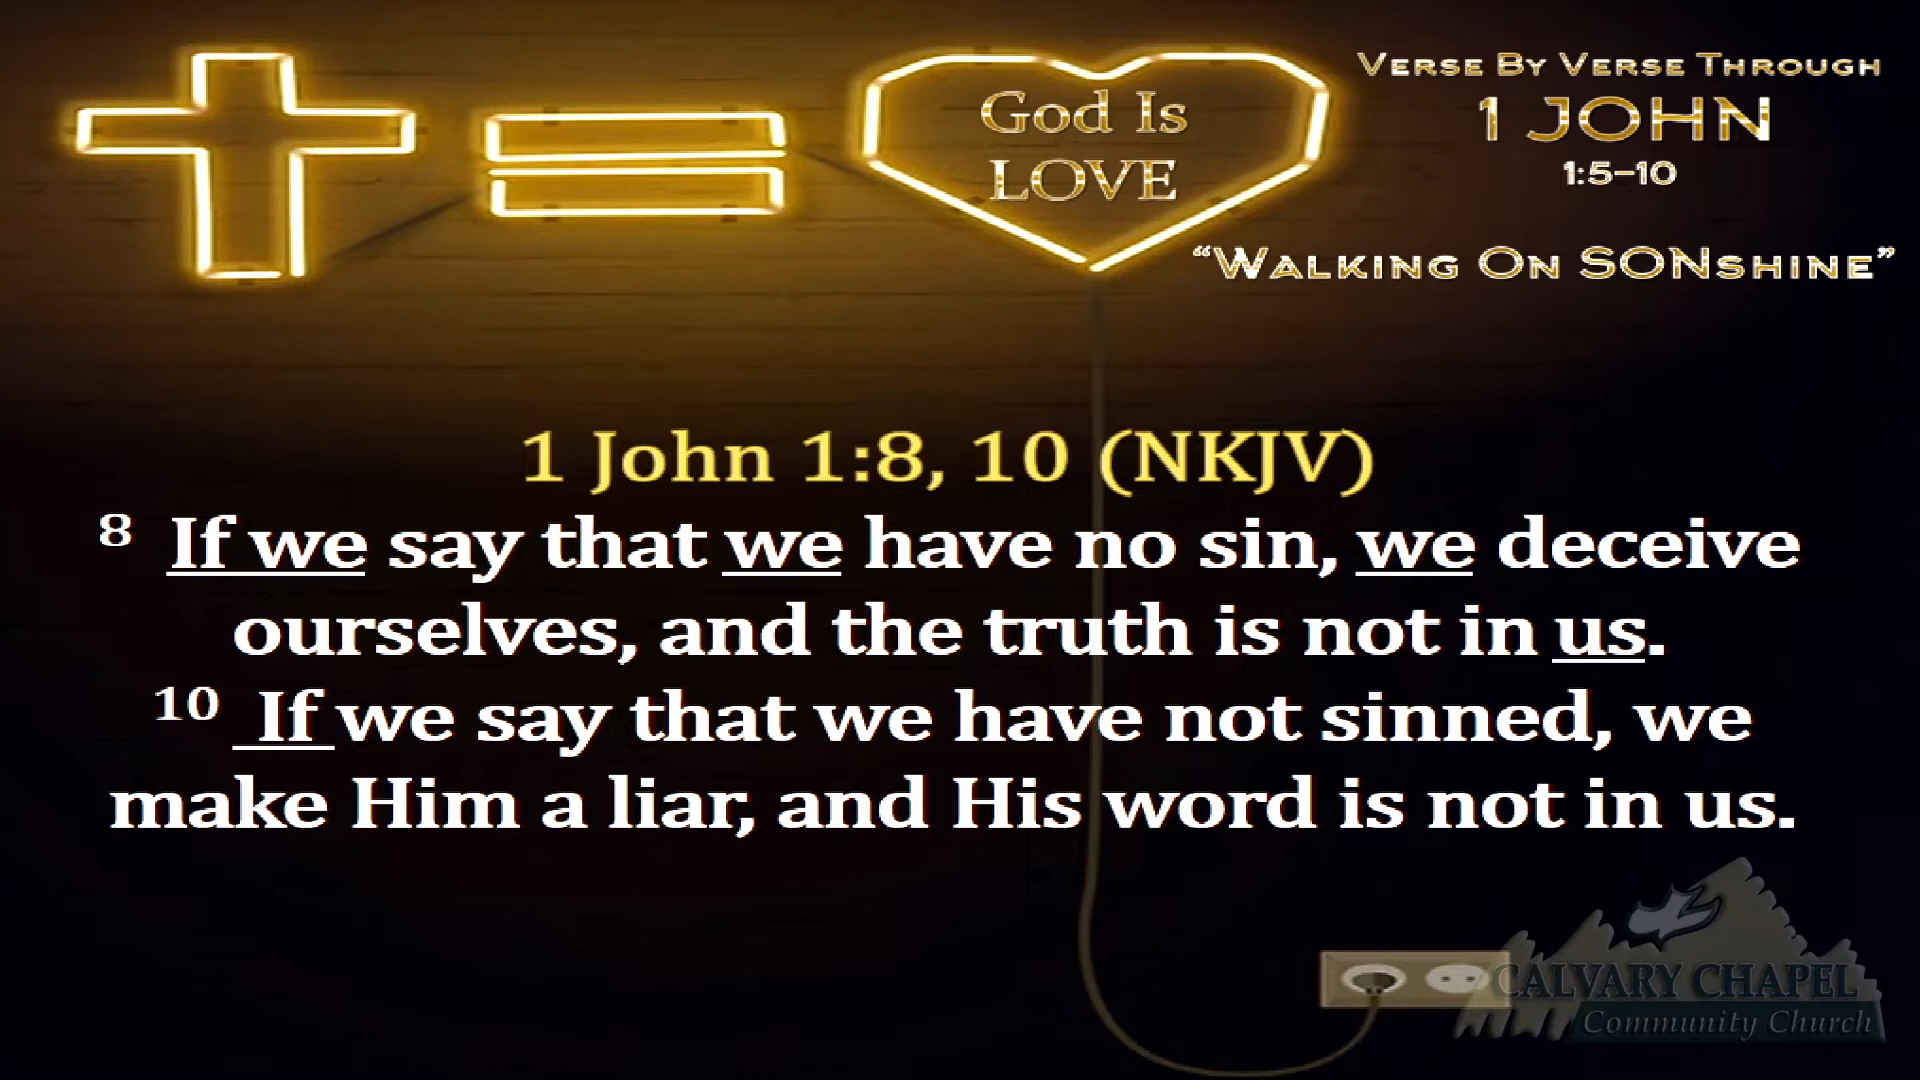 God Is
LOVE
VERSE BY VERSE THROUGH
1 JOHN
1:5-10
“WALKING ON SONSHINE”
1 John 1:8, 10 (NKJV)
8 If we say that we have no sin, we deceive
ourselves, and the truth is not in us.
10 If we say that we have not sinned, we
make Him a liar, and His word is not in us.
CALVARY CHAPEL
Community Church